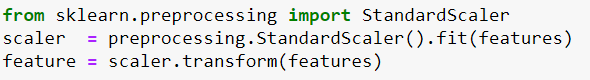 from sklearn.preprocessing import StandardScaler
scaler  = preprocessing.StandardScaler().fit(features)
feature = scaler.transform(features)